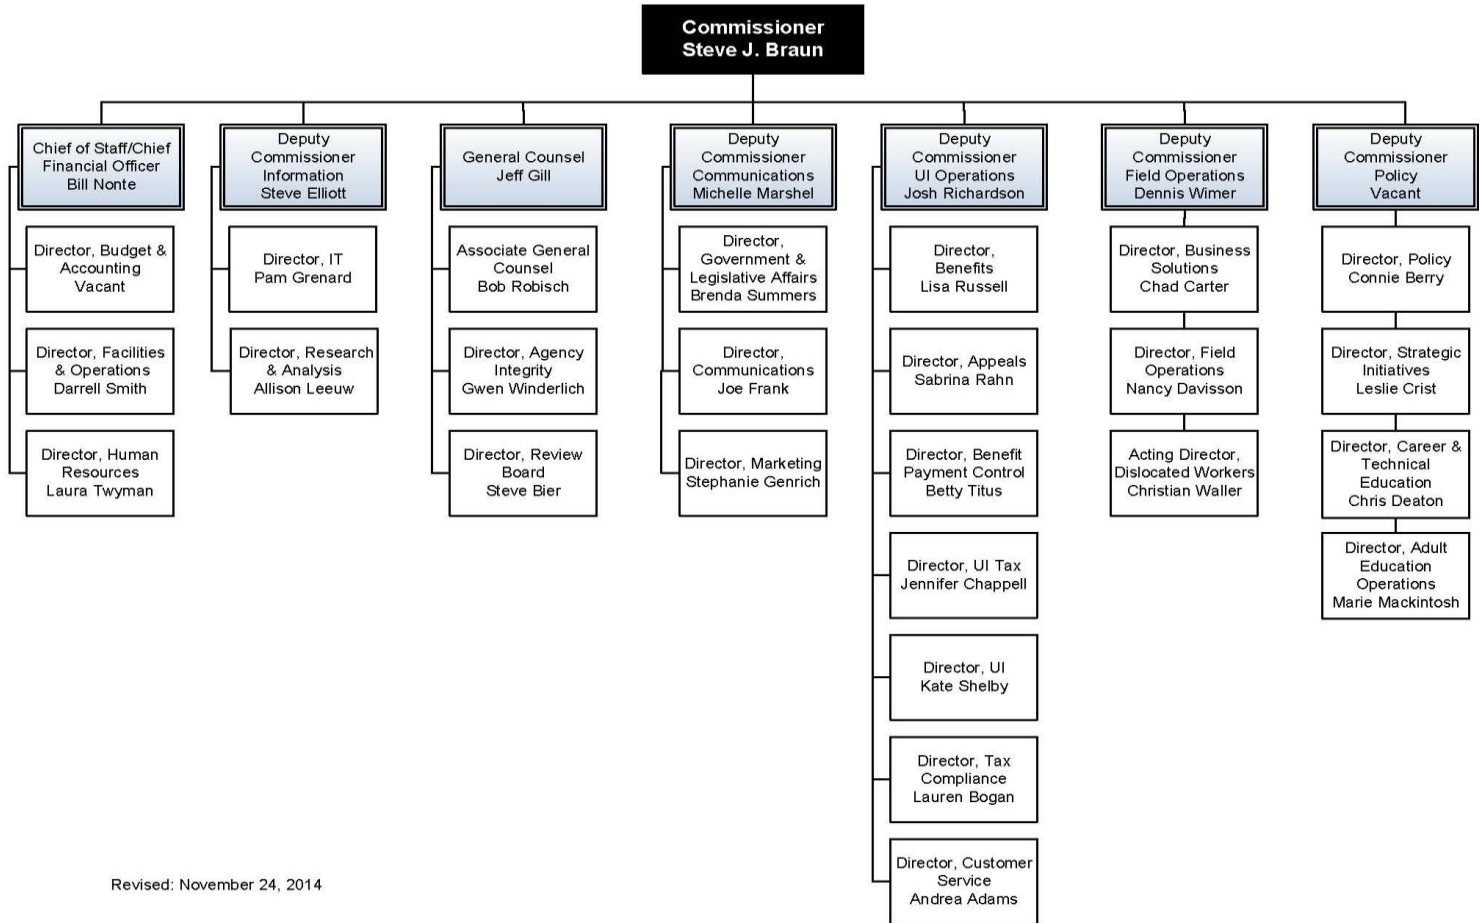 Commissioner
Steve J. Braun
Chief of Staff/Chief
Financial Officer
Bill Nonte
Deputy
Commissioner
Information
Steve Elliott
General Counsel
Jeff Gill
Deputy
Commissioner
Communications
Michelle Marshel
Deputy
Commissioner
UI Operations
Josh Richardson
Deputy
Commissioner
Field Operations
Dennis Wimer
Deputy
Commissioner
Policy
Vacant
Director, Budget &
Accounting
Vacant
Director, IT
Pam Grenard
Associate General
Counsel
Bob Robisch
Director,
Government &
Legislative Affairs
Brenda Summers
Director,
Benefits
Lisa Russell
Director, Business
Solutions
Chad Carter
Director, Policy
Connie Berry
Director, Facilities
& Operations
Darrell Smith
Director, Research
& Analysis
Allison Leeuw
Director, Agency
Integrity
Gwen Winderlich
Director,
Communications
Joe Frank
Director, Appeals
Sabrina Rahn
Director, Field
Operations
Nancy Davisson
Director, Strategic
Initiatives
Leslie Crist
Director, Human
Resources
Laura Twyman
Director, Review
Board
Steve Bier
Director, Marketing
Stephanie Genrich
Director, Benefit
Payment Control
Betty Titus
Acting Director,
Dislocated Workers
Christian Waller
Director, Career &
Technical
Education
Chris Deaton
Director, UI Tax
Jennifer Chappell
Director, Adult
Education
Operations
Marie Mackintosh
Director, UI
Kate Shelby
Director, Tax
Compliance
Lauren Bogan
Director, Customer
Service
Andrea Adams
Revised: November 24, 2014